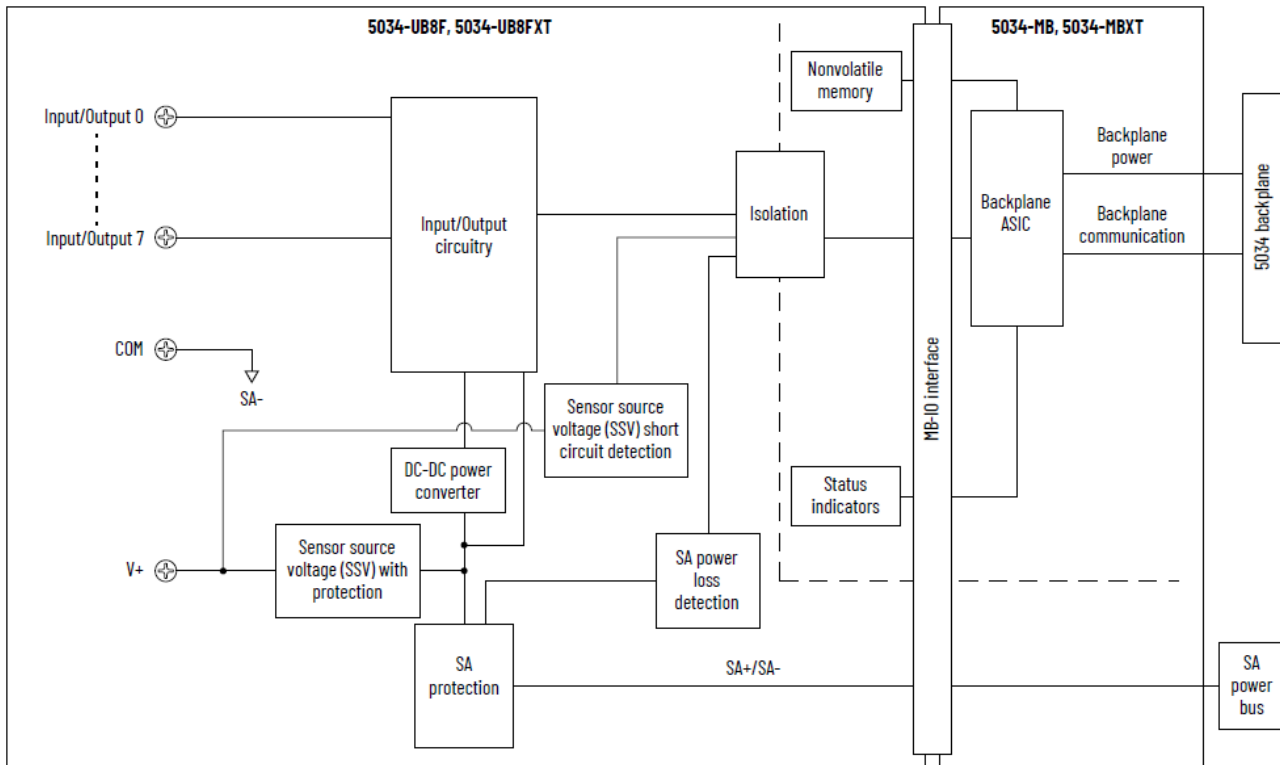 5034-UB8F, 5034-UB8FXT
5034-MB, 5034-MBXT
Nonvolatile
memory
Input/Output 0
Backplane
power
Input/Output
circuitry
Isolation
Backplane
ASIC
Backplane
communication
5034 backplane
Input/Output 7
COM
SA-
MB-IO interface
Sensor source
voltage (SSV) short
circuit detection
DC-DC power
converter
Status
indicators
V+
Sensor source
voltage (SSV) with
protection
SA power
loss
detection
SA
protection
SA+/SA-
SA
power
bus